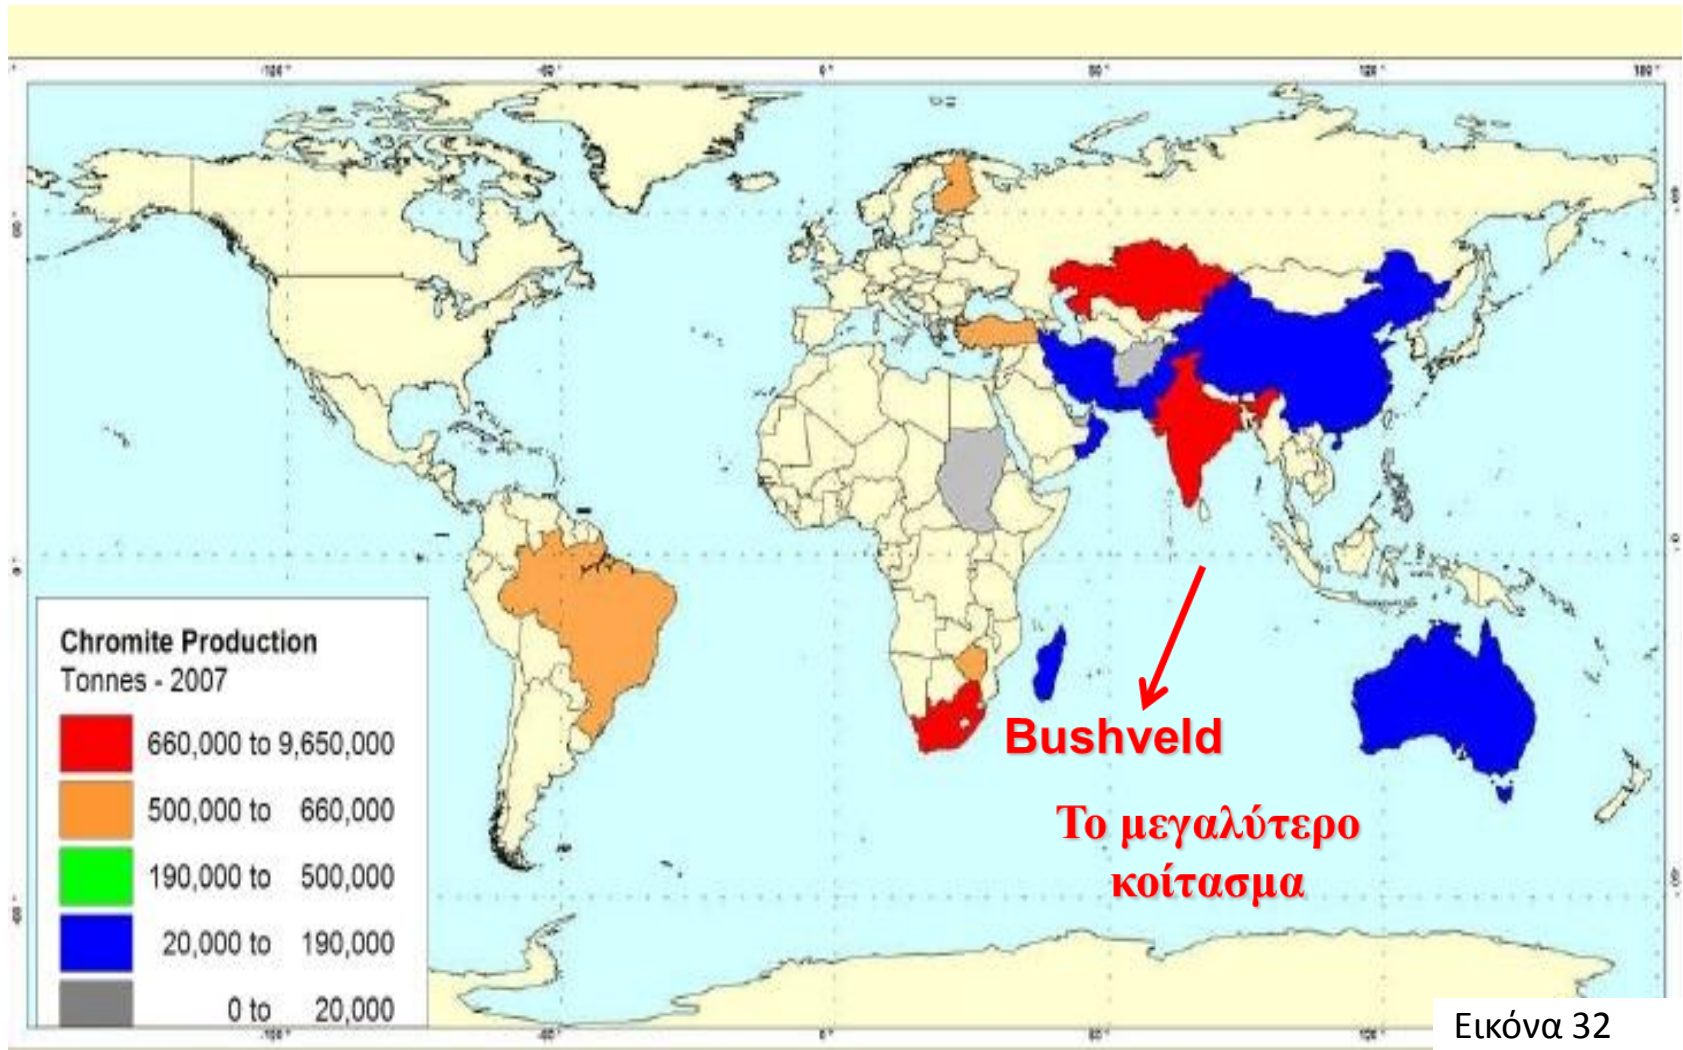 Chromite Production
Tonnes - 2007
660,000 to 9,650,000
500,000 to 660,000
190,000 to 500,000
20,000 to 190,000
0 to 20,000
Bushveld
Το μεγαλύτερο
κοίτασμα
Εικόνα 32